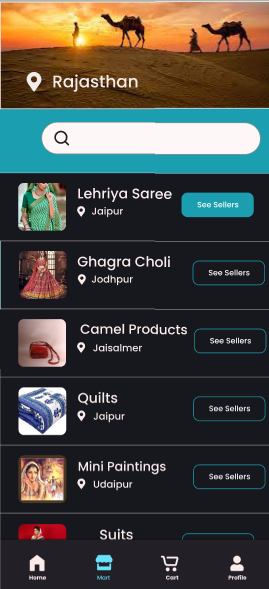 Rajasthan
Lehriya Saree
Jaipur
See Sellers
Ghagra Choli
Jodhpur
See Sellers
Camel Products
Jaisalmer
See Sellers
Quilts
Jaipur
See Sellers
Mini Paintings
Udaipur
See Sellers
Suits
Home
Mart
Cart
Profile